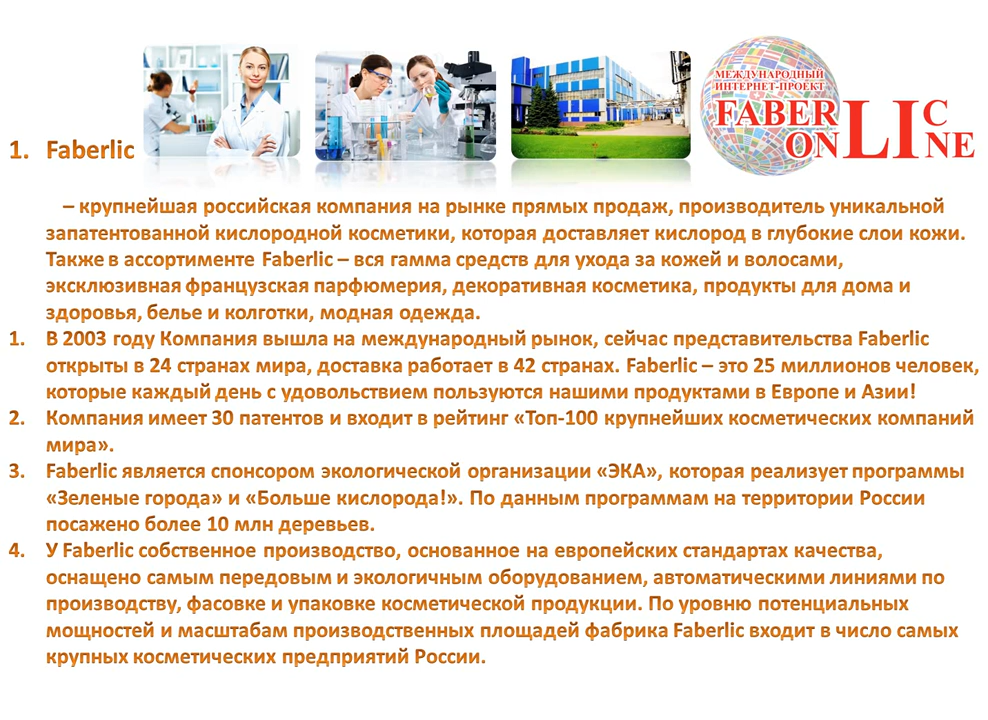 МЕЖДУНАРОДНЫЙ
ИНТЕРНЕТ-ПРОЕКТ
FABERLIC
ONLINE
1. Faberlic
– крупнейшая российская компания на рынке прямых продаж, производитель уникальной
запатентованной кислородной косметики, которая доставляет кислород в глубокие слои кожи.
Также в ассортименте Faberlic – вся гамма средств для ухода за кожей и волосами,
эксклюзивная французская парфюмерия, декоративная косметика, продукты для дома и
здоровья, белье и колготки, модная одежда.
1. В 2003 году Компания вышла на международный рынок, сейчас представительства Faberlic
открыты в 24 странах мира, доставка работает в 42 странах. Faberlic – это 25 миллионов человек,
которые каждый день с удовольствием пользуются нашими продуктами в Европе и Азии!
2. Компания имеет 30 патентов и входит в рейтинг «Топ-100 крупнейших косметических компаний
мира».
3. Faberlic является спонсором экологической организации «ЭКА», которая реализует программы
«Зеленые города» и «Больше кислорода!». По данным программам на территории России
посажено более 10 млн деревьев.
4. У Faberlic собственное производство, основанное на европейских стандартах качества,
оснащено самым передовым и экологичным оборудованием, автоматическими линиями по
производству, фасовке и упаковке косметической продукции. По уровню потенциальных
мощностей и масштабам производственных площадей фабрика Faberlic входит в число самых
крупных косметических предприятий России.